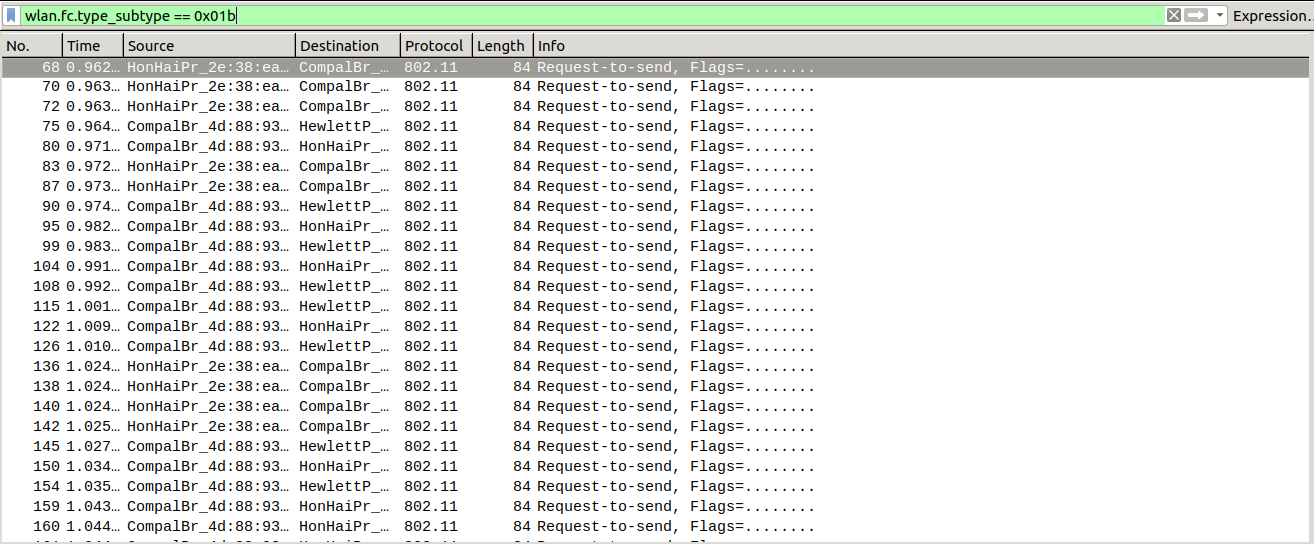 wlan.fc.type_subtype == 0x01b Expression...
No. Time Source Destination Protocol Length Info
68 0.962… HonHaiPr_2e:38:ea… CompalBr_… 802.11 84 Request-to-send, Flags=........
70 0.963… HonHaiPr_2e:38:ea… CompalBr_… 802.11 84 Request-to-send, Flags=........
72 0.963… HonHaiPr_2e:38:ea… CompalBr_… 802.11 84 Request-to-send, Flags=........
75 0.964… CompalBr_4d:88:93… HewlettP_… 802.11 84 Request-to-send, Flags=........
80 0.971… CompalBr_4d:88:93… HonHaiPr_… 802.11 84 Request-to-send, Flags=........
83 0.972… HonHaiPr_2e:38:ea… CompalBr_… 802.11 84 Request-to-send, Flags=........
87 0.973… HonHaiPr_2e:38:ea… CompalBr_… 802.11 84 Request-to-send, Flags=........
90 0.974… CompalBr_4d:88:93… HewlettP_… 802.11 84 Request-to-send, Flags=........
95 0.982… CompalBr_4d:88:93… HonHaiPr_… 802.11 84 Request-to-send, Flags=........
99 0.983… CompalBr_4d:88:93… HewlettP_… 802.11 84 Request-to-send, Flags=........
104 0.991… CompalBr_4d:88:93… HonHaiPr_… 802.11 84 Request-to-send, Flags=........
108 0.992… CompalBr_4d:88:93… HewlettP_… 802.11 84 Request-to-send, Flags=........
115 1.001… CompalBr_4d:88:93… HewlettP_… 802.11 84 Request-to-send, Flags=........
122 1.009… CompalBr_4d:88:93… HonHaiPr_… 802.11 84 Request-to-send, Flags=........
126 1.010… CompalBr_4d:88:93… HewlettP_… 802.11 84 Request-to-send, Flags=........
136 1.024… HonHaiPr_2e:38:ea… CompalBr_… 802.11 84 Request-to-send, Flags=........
138 1.024… HonHaiPr_2e:38:ea… CompalBr_… 802.11 84 Request-to-send, Flags=........
140 1.024… HonHaiPr_2e:38:ea… CompalBr_… 802.11 84 Request-to-send, Flags=........
142 1.025… HonHaiPr_2e:38:ea… CompalBr_… 802.11 84 Request-to-send, Flags=........
145 1.027… CompalBr_4d:88:93… HewlettP_… 802.11 84 Request-to-send, Flags=........
150 1.034… CompalBr_4d:88:93… HonHaiPr_… 802.11 84 Request-to-send, Flags=........
154 1.035… CompalBr_4d:88:93… HewlettP_… 802.11 84 Request-to-send, Flags=........
159 1.043… CompalBr_4d:88:93… HonHaiPr_… 802.11 84 Request-to-send, Flags=........
160 1.044… CompalBr_4d:88:93… HonHaiPr_… 802.11 84 Request-to-send, Flags=........